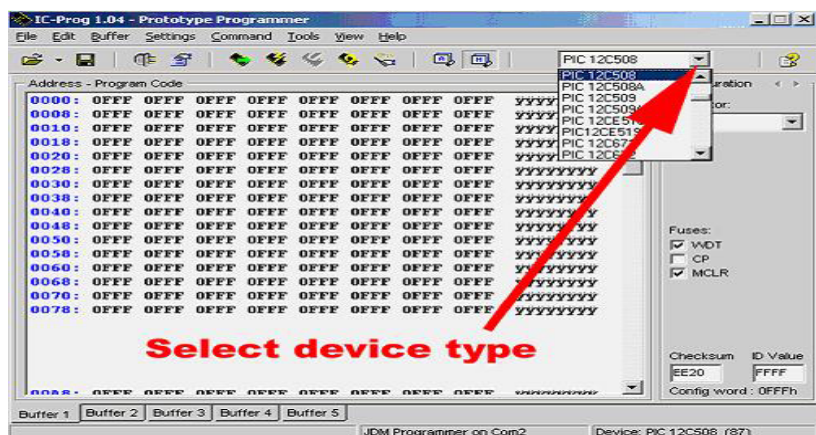 IC-Prog 1.04 - Prototype Programmer
File Edit Buffer Settings Command Tools View Help
PIC 12C508
Address - Program Code
PIC 12C508
PIC 12C508A
PIC 12C509
PIC
PIC
PIC12CE519
PIC 12C671
PIC
0000: 0FFF 0FFF 0FFF 0FFF 0FFF 0FFF 0FFF 0FFF
0008: 0FFF 0FFF 0FFF 0FFF 0FFF 0FFF 0FFF 0FFF
0010: 0FFF 0FFF 0FFF 0FFF 0FFF 0FFF 0FFF 0FFF
0018: 0FFF 0FFF 0FFF 0FFF 0FFF 0FFF 0FFF 0FFF
0020: 0FFF 0FFF 0FFF 0FFF 0FFF 0FFF 0FFF 0FFF
0028: 0FFF 0FFF 0FFF 0FFF 0FFF 0FFF 0FFF 0FFF yyyyyyyy
0030: 0FFF 0FFF 0FFF 0FFF 0FFF 0FFF 0FFF 0FFF yyyyyyyy
0038: 0FFF 0FFF 0FFF 0FFF 0FFF 0FFF 0FFF 0FFF yyyyyyyy
0040: 0FFF 0FFF 0FFF 0FFF 0FFF 0FFF 0FFF 0FFF yyyyyyyy
0048: 0FFF 0FFF 0FFF 0FFF 0FFF 0FFF 0FFF 0FFF yyyyyyyy
0050: 0FFF 0FFF 0FFF 0FFF 0FFF 0FFF 0FFF 0FFF yyyyyyyy
0058: 0FFF 0FFF 0FFF 0FFF 0FFF 0FFF 0FFF 0FFF yyyyyyyy
0060: 0FFF 0FFF 0FFF 0FFF 0FFF 0FFF 0FFF 0FFF yyyyyyyy
0068: 0FFF 0FFF 0FFF 0FFF 0FFF 0FFF 0FFF 0FFF yyyyyyyy
0070: 0FFF 0FFF 0FFF 0FFF 0FFF 0FFF 0FFF 0FFF yyyyyyyy
0078: 0FFF 0FFF 0FFF 0FFF 0FFF 0FFF 0FFF 0FFF yyyyyyyy
Fuses:
WDT
CP
MCLR
Select device type
Checksum ID Value
EE20 FFFF
Config word : 0FFFh
Buffer 1 Buffer 2 Buffer 3 Buffer 4 Buffer 5
JDM Programmer on Com2 Device: PIC 12C508 (87)